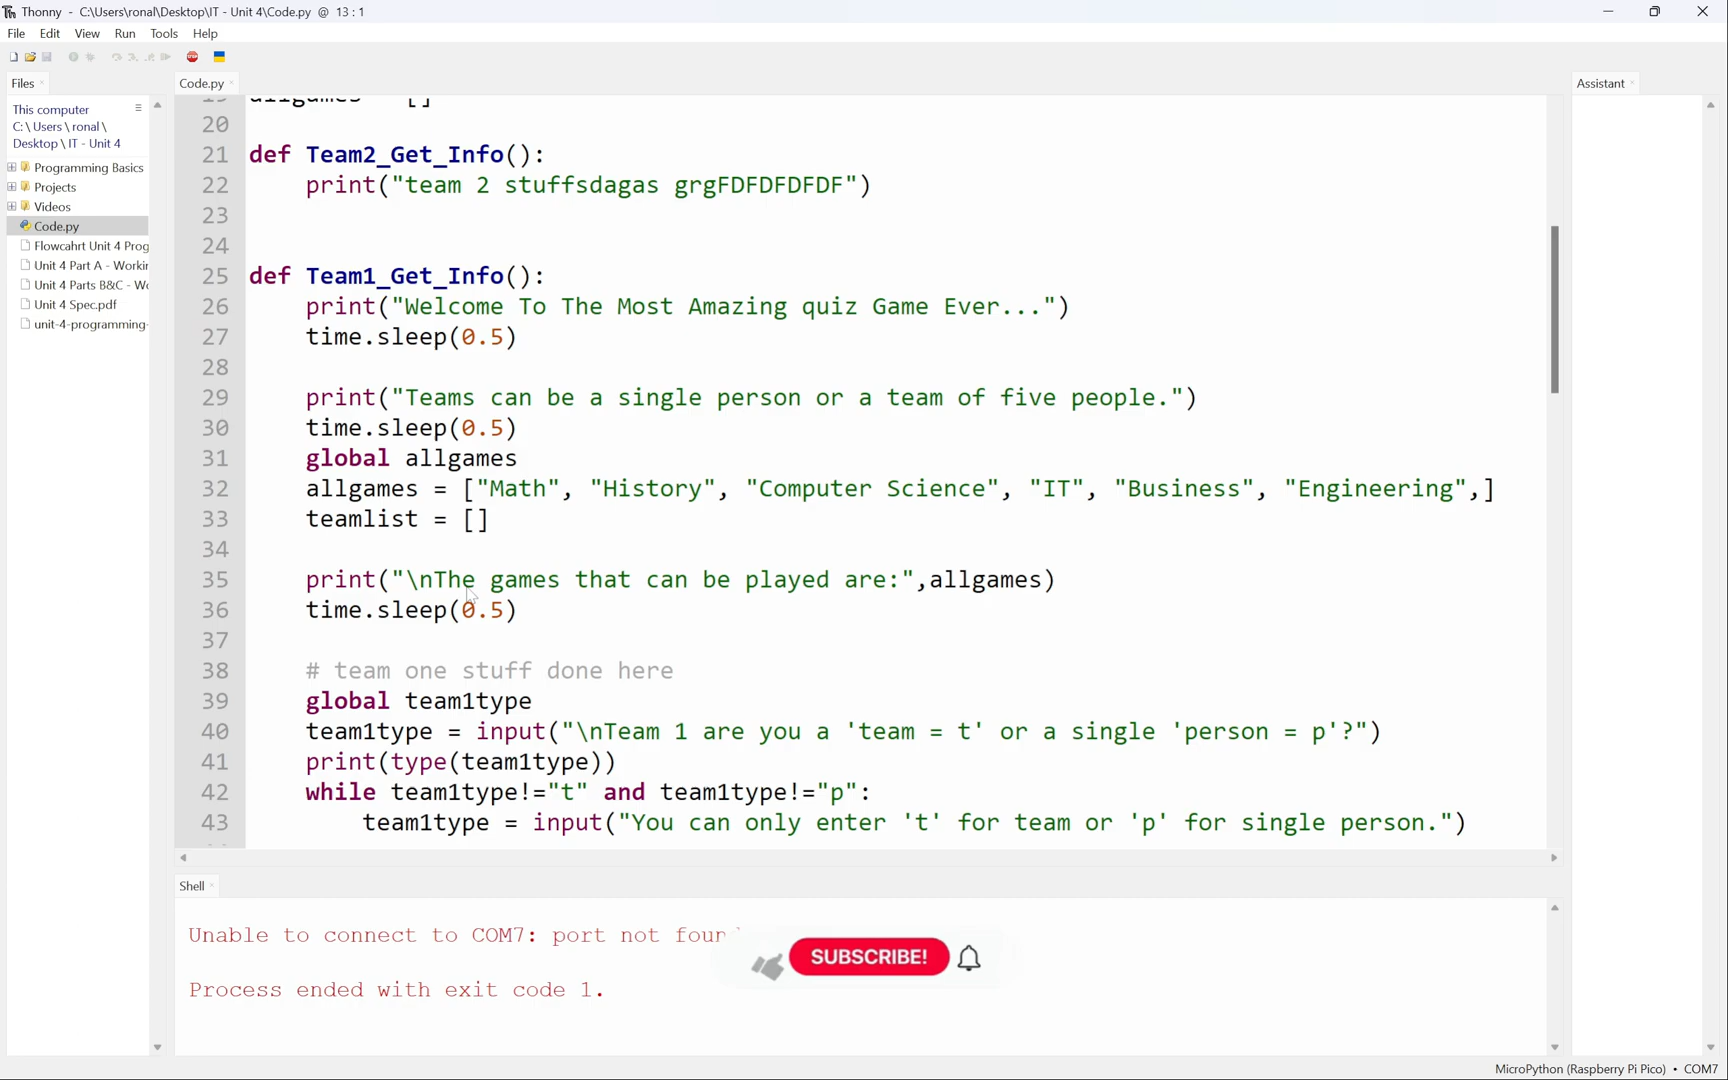 Thonny - C:\Users\ronal\Desktop\IT - Unit 4\Code.py @ 13 : 1
File Edit View Run Tools Help
Files
Code.py
Assistant
This computer
C: \ Users \ ronal \
Desktop \ IT - Unit 4
Programming Basics
Projects
Videos
Code.py
Flowcahrt Unit 4 Prog
Unit 4 Part A - Workin
Unit 4 Parts B&C - Wo
Unit 4 Spec.pdf
unit-4-programming-
19 allgames = []
20
21 def Team2_Get_Info():
22 print("team 2 stuffsdagas grgFDFDFDFDF")
23
24
25 def Team1_Get_Info():
26 print("Welcome To The Most Amazing quiz Game Ever...")
27 time.sleep(0.5)
28
29 print("Teams can be a single person or a team of five people.")
30 time.sleep(0.5)
31 global allgames
32 allgames = ["Math", "History", "Computer Science", "IT", "Business", "Engineering",]
33 teamlist = []
34
35 print("\nThe games that can be played are:",allgames)
36 time.sleep(0.5)
37
38 # team one stuff done here
39 global team1type
40 team1type = input("\nTeam 1 are you a 'team = t' or a single 'person = p'?")
41 print(type(team1type))
42 while team1type!="t" and team1type!="p":
43 team1type = input("You can only enter 't' for team or 'p' for single person.")
Shell
Unable to connect to COM7: port not found
Process ended with exit code 1.
SUBSCRIBE!
MicroPython (Raspberry Pi Pico) • COM7